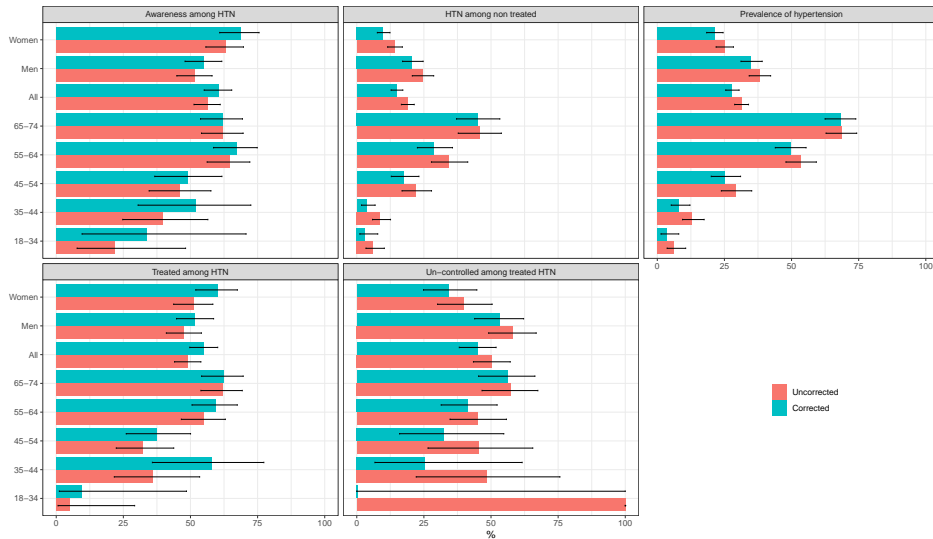 Awareness among HTN
HTN among non treated
Prevalence of hypertension
Women
Men
All
65−74
55−64
45−54
35−44
18−34
0 25 50 75 100
Treated among HTN
Un−controlled among treated HTN
Women
Men
All
65−74
55−64
45−54
35−44
18−34
0 25 50 75 100
0 25 50 75 100
%
Uncorrected
Corrected